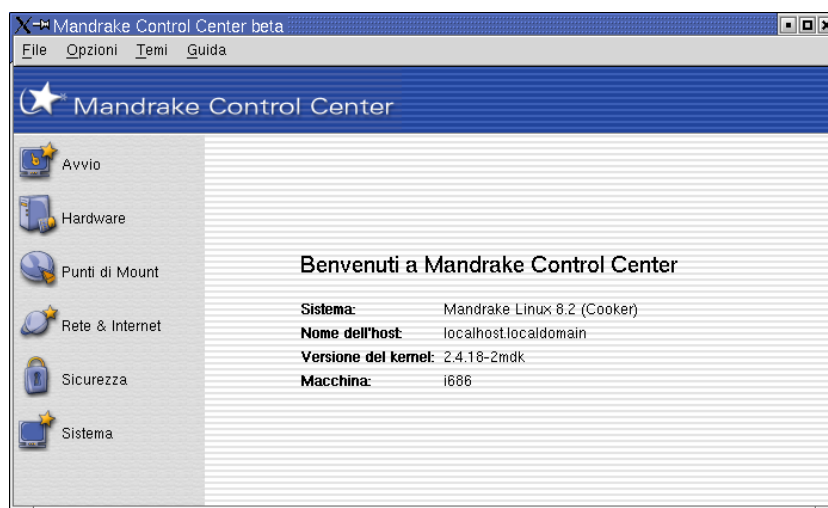 Mandrake Control Center beta
File Opzioni Temi Guida
Mandrake Control Center
Avvio
Hardware
Punti di Mount
Rete & Internet
Sicurezza
Sistema
Benvenuti a Mandrake Control Center
Sistema: Mandrake Linux 8.2 (Cooker)
Nome dell'host: localhost.localdomain
Versione del kernel: 2.4.18-2mdk
Macchina: i686